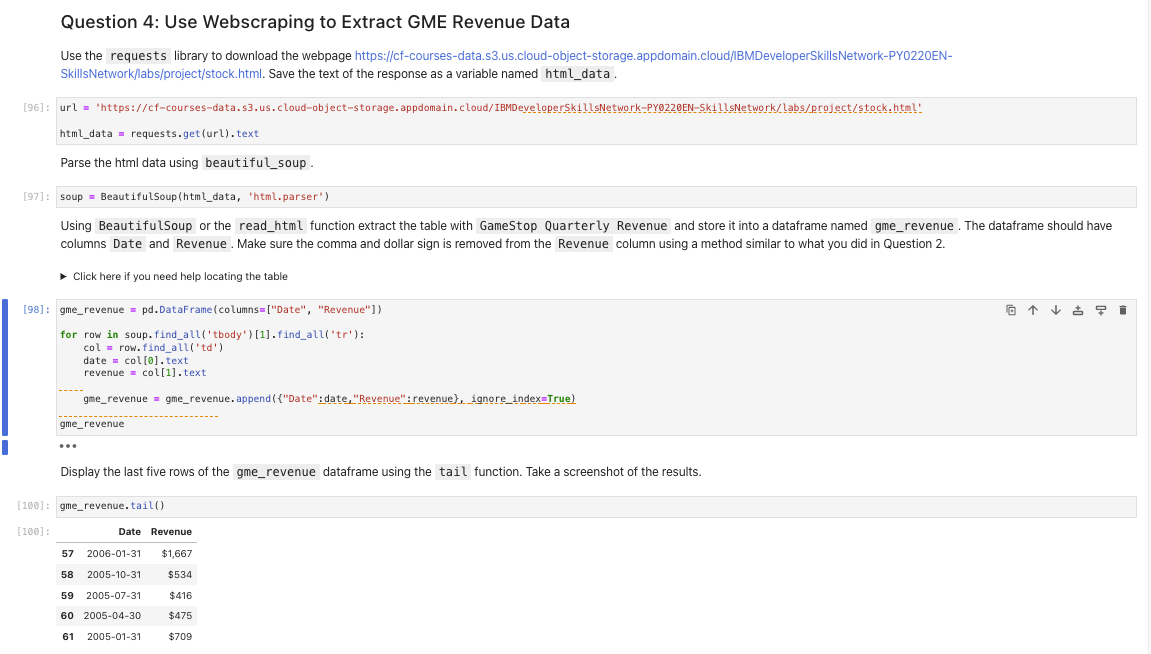 Question 4: Use Webscraping to Extract GME Revenue Data
Use the requests library to download the webpage https://cf-courses-data.s3.us.cloud-object-storage.appdomain.cloud/IBMDeveloperSkillsNetwork-PY0220EN-
SkillsNetwork/labs/project/stock.html. Save the text of the response as a variable named html_data.
[96]: url = 'https://cf-courses-data.s3.us.cloud-object-storage.appdomain.cloud/IBMDeveloperSkillsNetwork-PY0220EN-SkillsNetwork/labs/project/stock.html'
html_data = requests.get(url).text
Parse the html data using beautiful_soup.
[97]: soup = BeautifulSoup(html_data, 'html.parser')
Using BeautifulSoup or the read_html function extract the table with GameStop Quarterly Revenue and store it into a dataframe named gme_revenue. The dataframe should have
columns Date and Revenue. Make sure the comma and dollar sign is removed from the Revenue column using a method similar to what you did in Question 2.
▶ Click here if you need help locating the table
[98]: gme_revenue = pd.DataFrame(columns=["Date", "Revenue"])
for row in soup.find_all('tbody')[1].find_all('tr'):
    col = row.find_all('td')
    date = col[0].text
    revenue = col[1].text
    gme_revenue = gme_revenue.append({"Date":date,"Revenue":revenue}, ignore_index=True)
gme_revenue
•••
Display the last five rows of the gme_revenue dataframe using the tail function. Take a screenshot of the results.
[100]: gme_revenue.tail()
[100]: Date Revenue
57 2006-01-31 $1,667
58 2005-10-31 $534
59 2005-07-31 $416
60 2005-04-30 $475
61 2005-01-31 $709